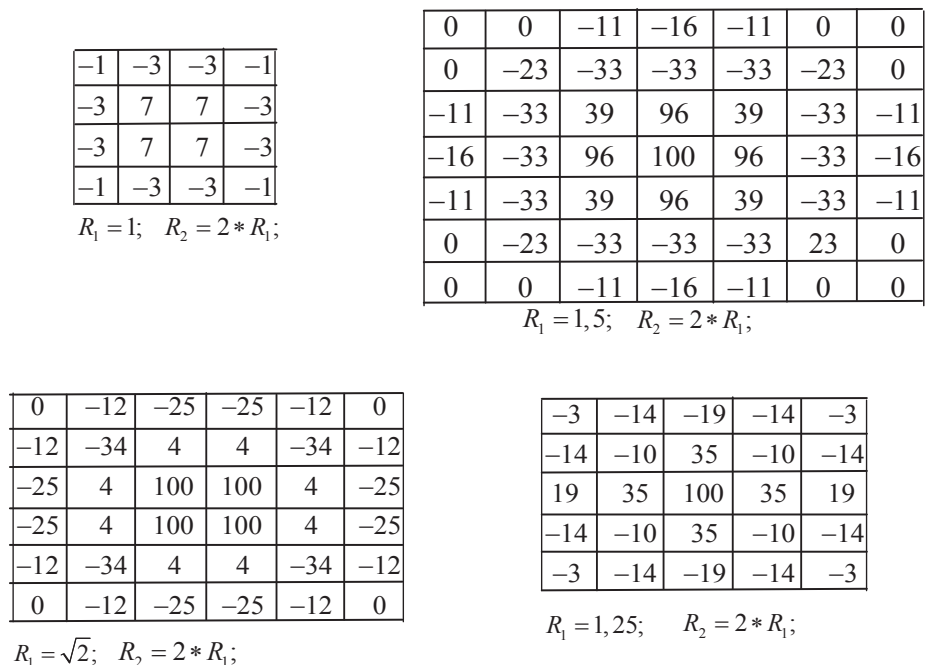 −1 −3 −3 −1
−3 7 7 −3
−3 7 7 −3
−1 −3 −3 −1
R₁ = 1; R₂ = 2 * R₁;
0 0 −11 −16 −11 0 0
0 −23 −33 −33 −33 −23 0
−11 −33 39 96 39 −33 −11
−16 −33 96 100 96 −33 −16
−11 −33 39 96 39 −33 −11
0 −23 −33 −33 −33 23 0
0 0 −11 −16 −11 0 0
R₁ = 1,5; R₂ = 2 * R₁;
0 −12 −25 −25 −12 0
−12 −34 4 4 −34 −12
−25 4 100 100 4 −25
−25 4 100 100 4 −25
−12 −34 4 4 −34 −12
0 −12 −25 −25 −12 0
R₁ = √2; R₂ = 2 * R₁;
−3 −14 −19 −14 −3
−14 −10 35 −10 −14
19 35 100 35 19
−14 −10 35 −10 −14
−3 −14 −19 −14 −3
R₁ = 1,25; R₂ = 2 * R₁;